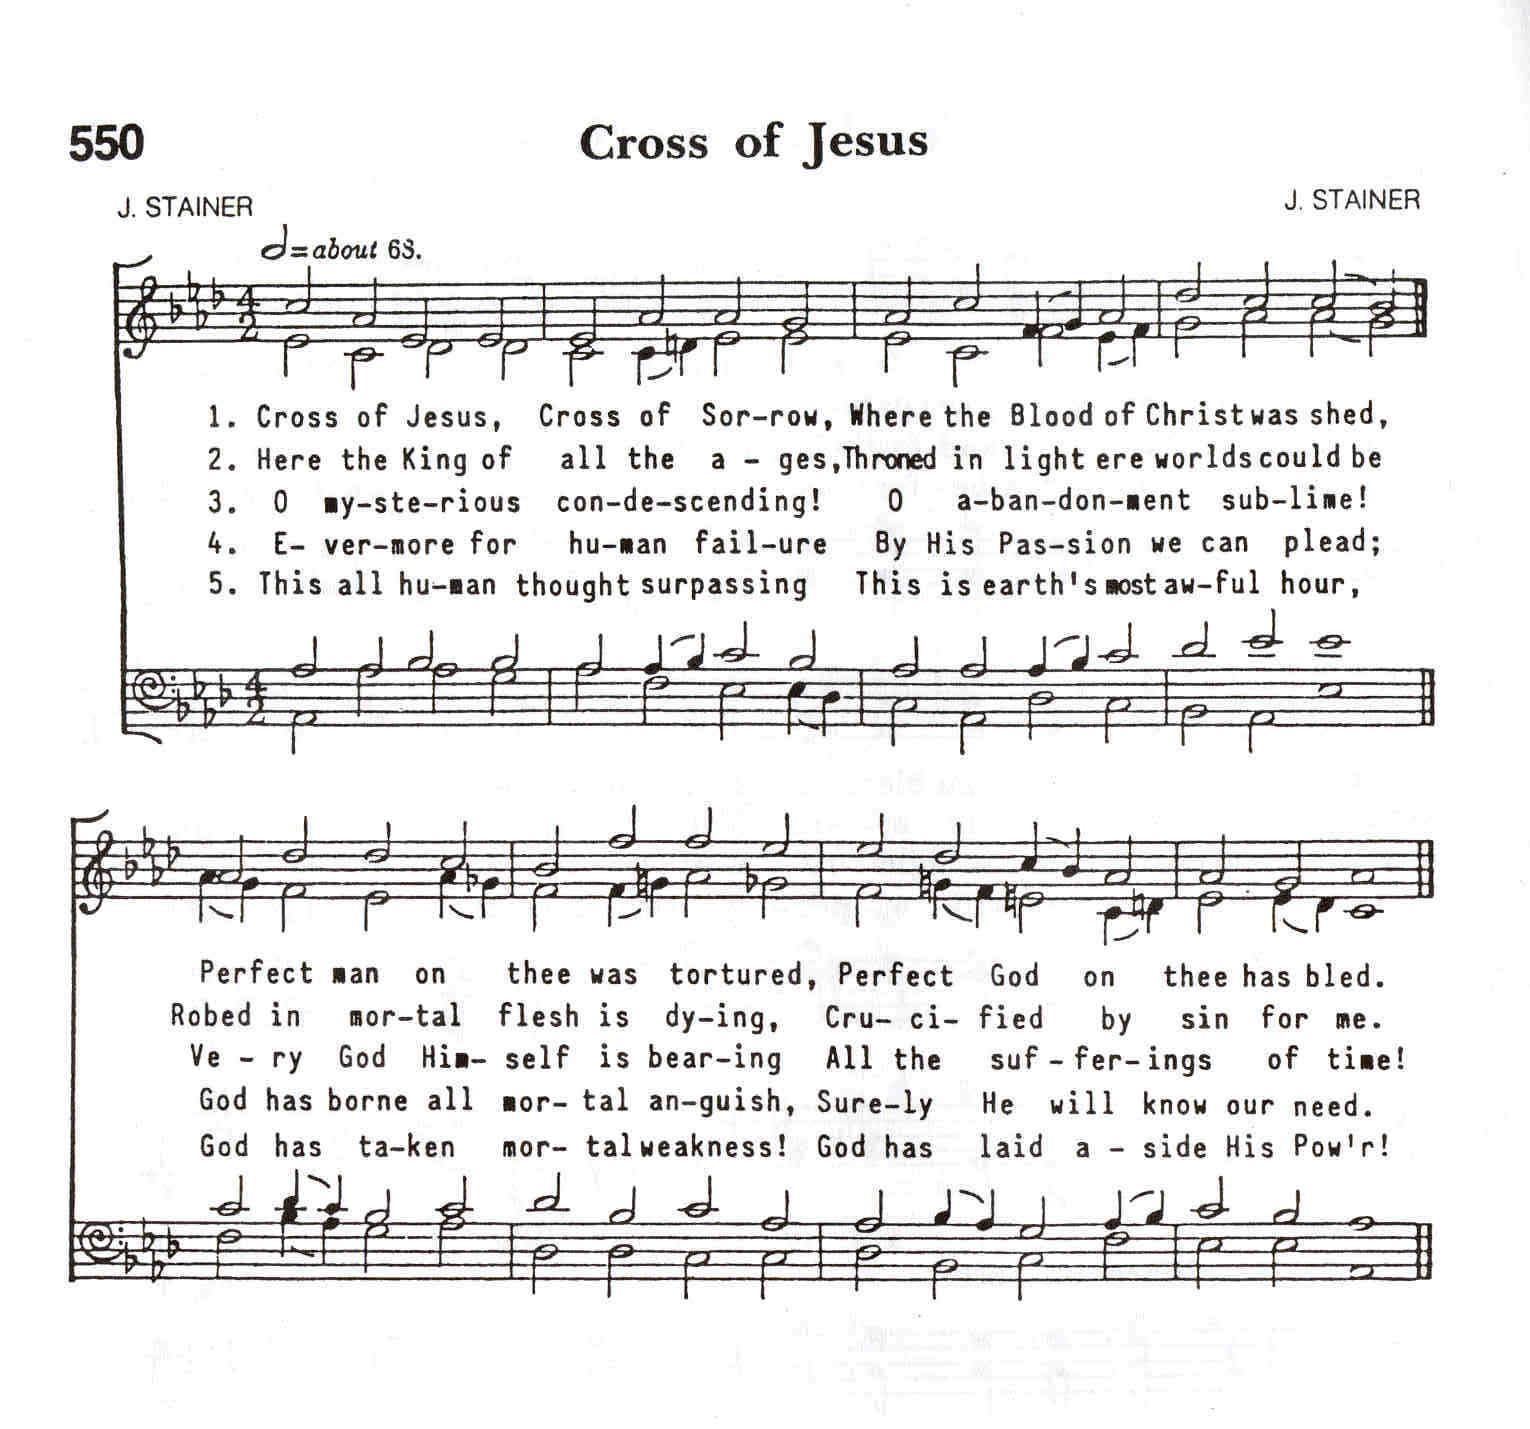 550
Cross of Jesus
J. STAINER
J. STAINER
=about 63.
4
2
1. Cross of Jesus, Cross of Sor-row, Where the Blood of Christ was shed,
2. Here the King of all the a - ges, Throned in light ere worlds could be
3. O my-ste-rious con-de-scending! O a-ban-don-ment sub-lime!
4. E- ver-more for hu-man fail-ure By His Pas-sion we can plead;
5. This all hu-man thought surpassing This is earth's most aw-ful hour,
4
2
Perfect man on thee was tortured, Perfect God on thee has bled.
Robed in mor-tal flesh is dy-ing, Cru- ci- fied by sin for me.
Ve - ry God Him- self is bear-ing All the suf - fer-ings of time!
God has borne all mor- tal an-guish, Sure-ly He will know our need.
God has ta-ken mor- tal weakness! God has laid a - side His Pow'r!